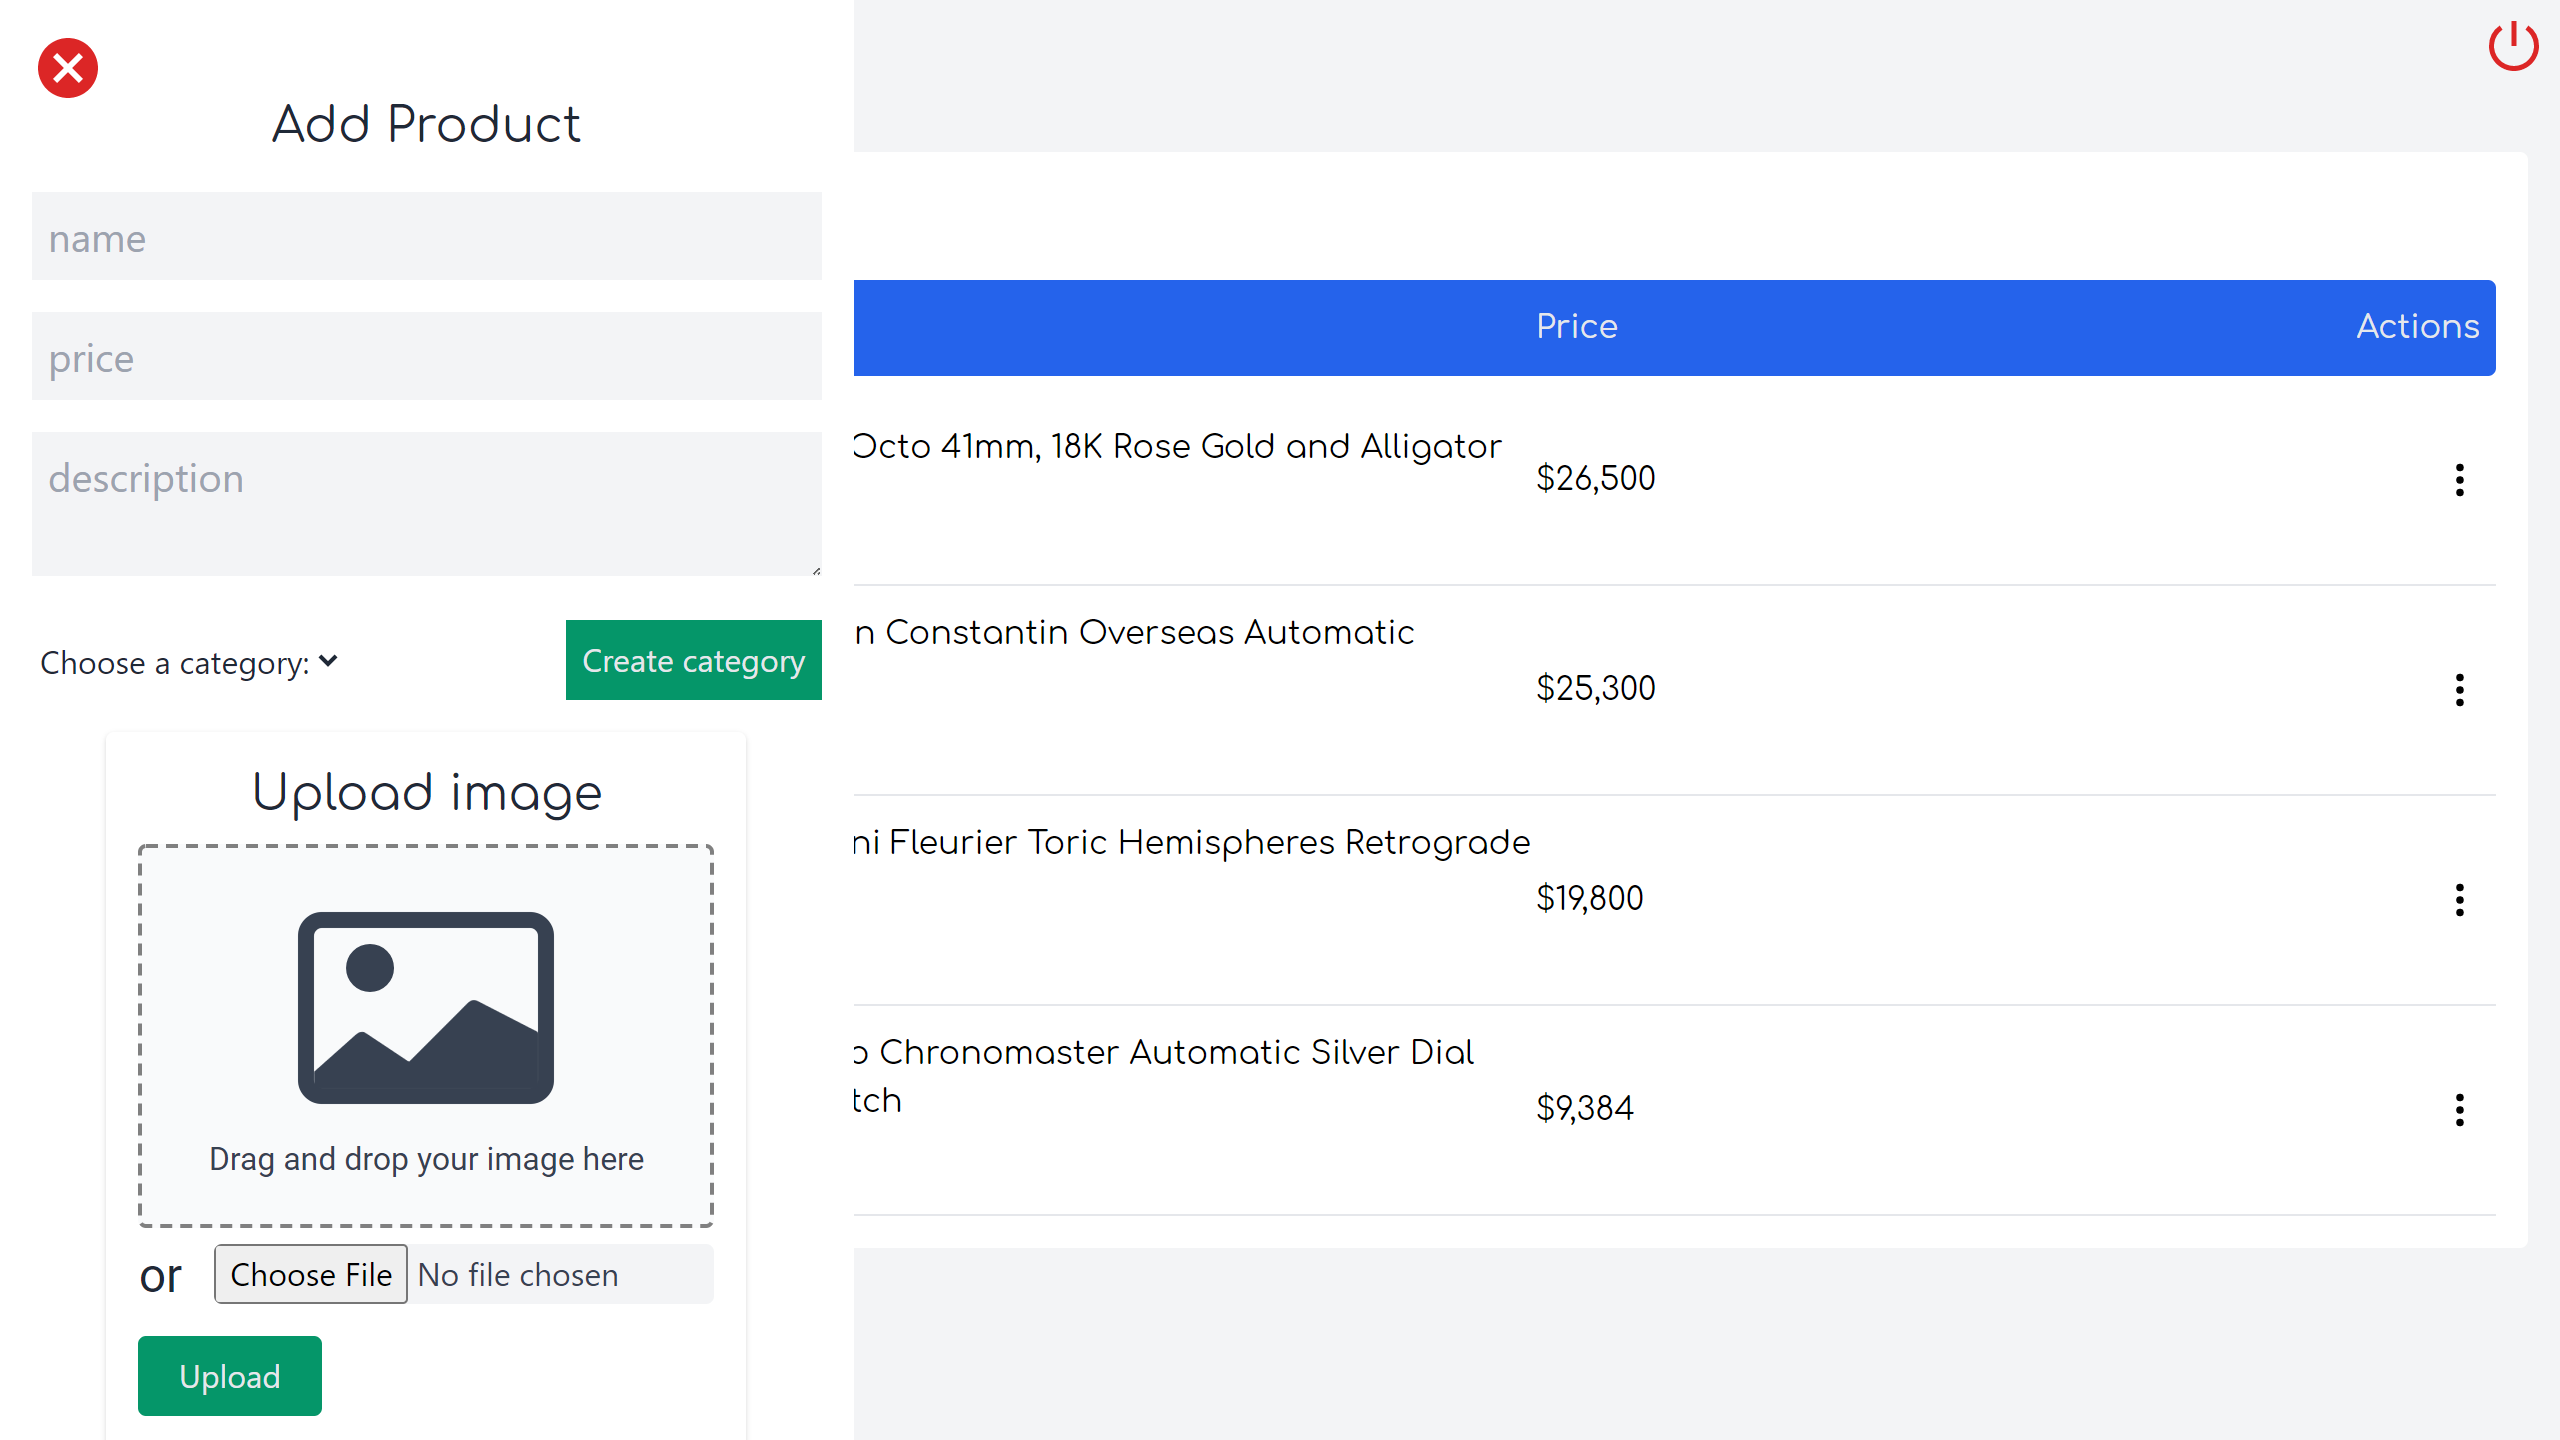 Add Product
name
price
description
Choose a category:
Create category
Upload image
Drag and drop your image here
or
Choose File No file chosen
Upload
Price
Actions
Octo 41mm, 18K Rose Gold and Alligator
$26,500
n Constantin Overseas Automatic
$25,300
ni Fleurier Toric Hemispheres Retrograde
$19,800
o Chronomaster Automatic Silver Dial
tch
$9,384